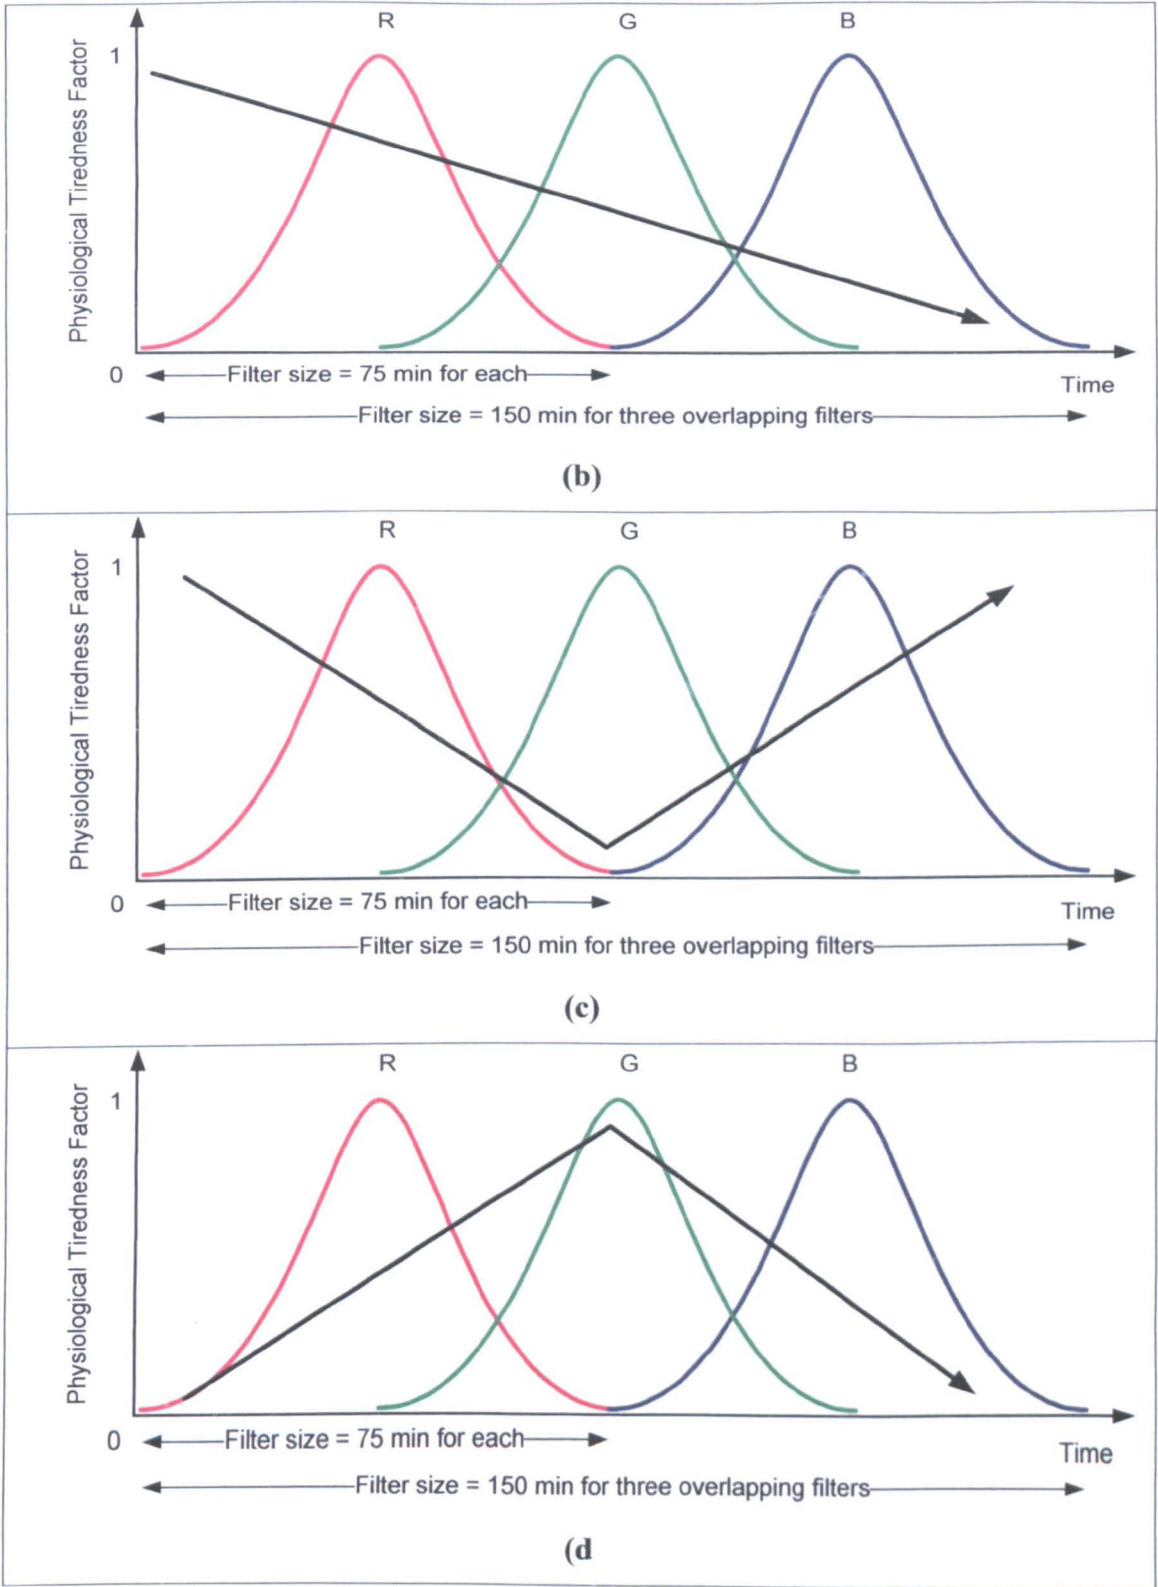 R G B
Physiological Tiredness Factor
1
0
Filter size = 75 min for each
Time
Filter size = 150 min for three overlapping filters
(b)
R G B
Physiological Tiredness Factor
1
0
Filter size = 75 min for each
Time
Filter size = 150 min for three overlapping filters
(c)
R G B
Physiological Tiredness Factor
1
0
Filter size = 75 min for each
Time
Filter size = 150 min for three overlapping filters
(d